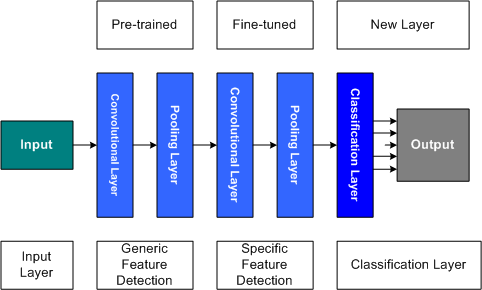 Pre-trained
Fine-tuned
New Layer
Input
Convolutional Layer
Pooling Layer
Convolutional Layer
Pooling Layer
Classification Layer
Output
Input
Layer
Generic
Feature
Detection
Specific
Feature
Detection
Classification Layer